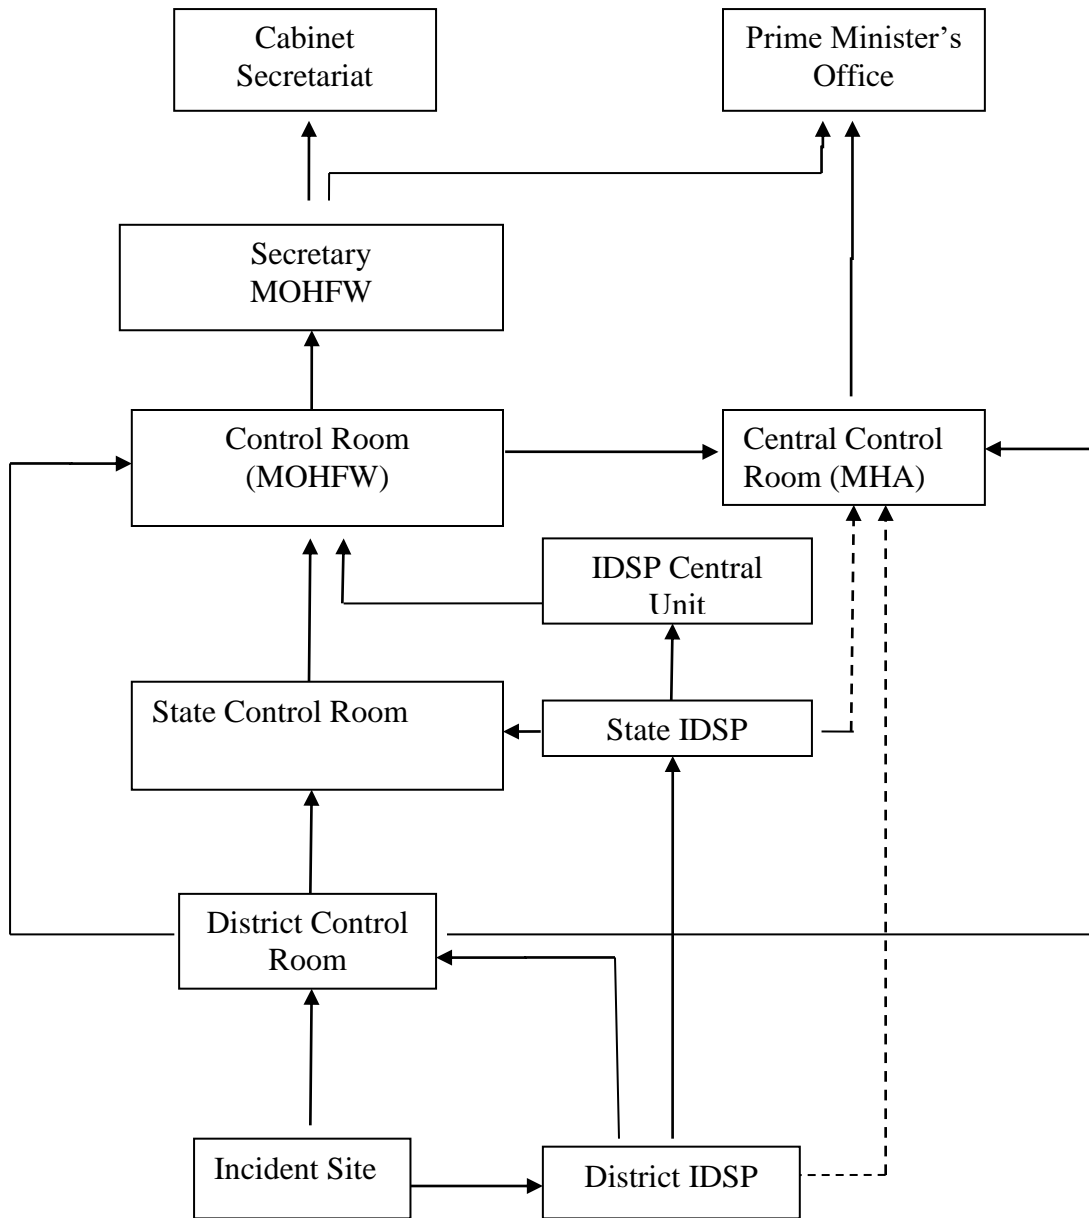 Cabinet
Secretariat
Prime Minister’s
Office
Secretary
MOHFW
Control Room
(MOHFW)
Central Control
Room (MHA)
IDSP Central
Unit
State Control Room
State IDSP
District Control
Room
Incident Site
District IDSP